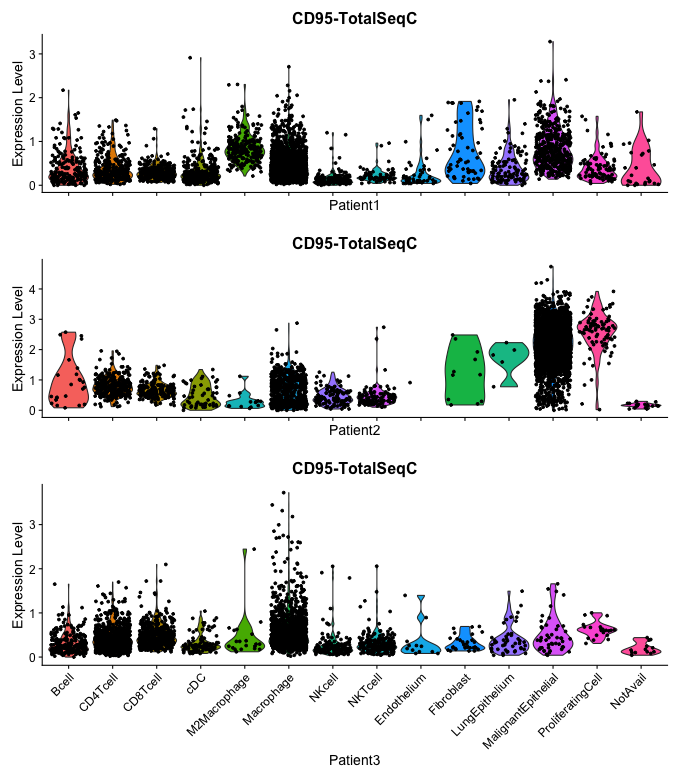 CD95-TotalSeqC
Expression Level
3
2
1
0
Patient1
CD95-TotalSeqC
Expression Level
4
3
2
1
0
Patient2
CD95-TotalSeqC
Expression Level
3
2
1
0
Bcell
CD4Tcell
CD8Tcell
cDC
M2Macrophage
Macrophage
NKcell
NKTcell
Endothelium
Fibroblast
LungEpithelium
MalignantEpithelial
ProliferatingCell
NotAvail
Patient3